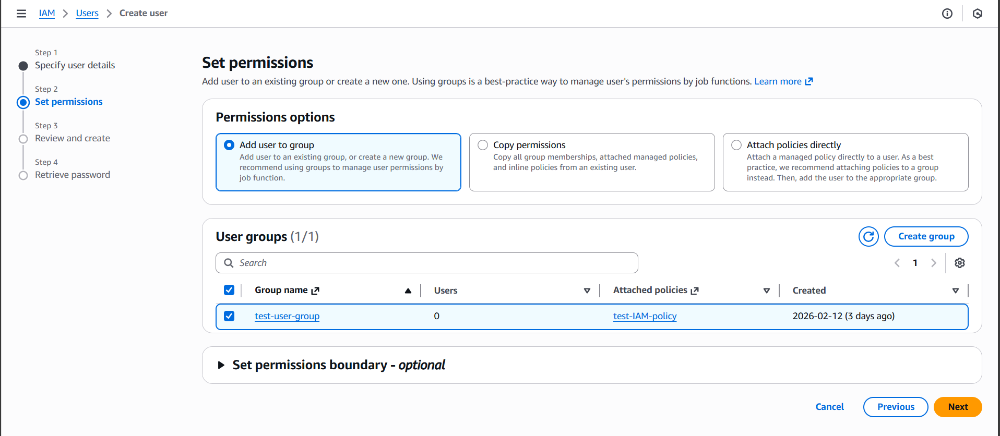 IAM > Users > Create user
Step 1
Specify user details
Step 2
Set permissions
Step 3
Review and create
Step 4
Retrieve password
Set permissions
Add user to an existing group or create a new one. Using groups is a best-practice way to manage user's permissions by job functions. Learn more
Permissions options
Add user to group
Add user to an existing group, or create a new group. We
recommend using groups to manage user permissions by
job function.
Copy permissions
Copy all group memberships, attached managed policies,
and inline policies from an existing user.
Attach policies directly
Attach a managed policy directly to a user. As a best
practice, we recommend attaching policies to a group
instead. Then, add the user to the appropriate group.
User groups (1/1)
Create group
Search
1
Group name Users Attached policies Created
test-user-group 0 test-IAM-policy 2026-02-12 (3 days ago)
Set permissions boundary - optional
Cancel Previous Next